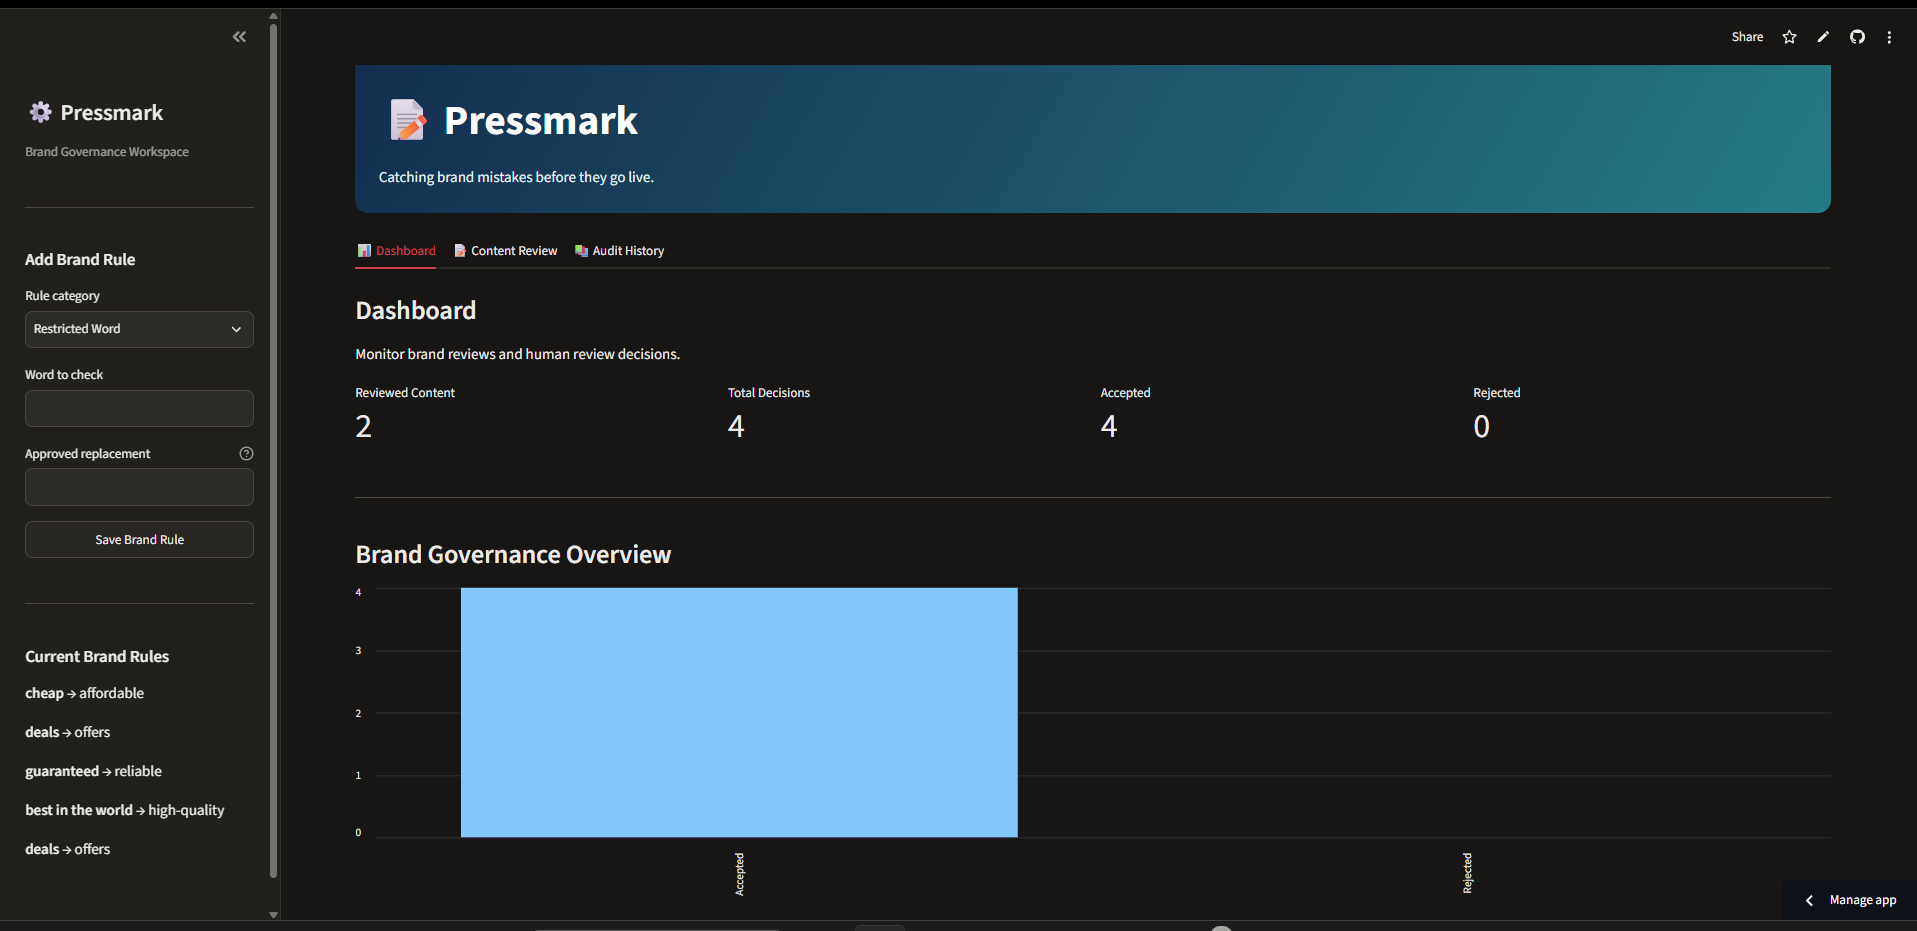 Share
Pressmark
Brand Governance Workspace
Add Brand Rule
Rule category
Restricted Word
Word to check
Approved replacement
Save Brand Rule
Current Brand Rules
cheap → affordable
deals → offers
guaranteed → reliable
best in the world → high-quality
deals → offers
Pressmark
Catching brand mistakes before they go live.
Dashboard Content Review Audit History
Dashboard
Monitor brand reviews and human review decisions.
Reviewed Content Total Decisions Accepted Rejected
2 4 4 0
Brand Governance Overview
4
3
2
1
0
Accepted Rejected
Manage app